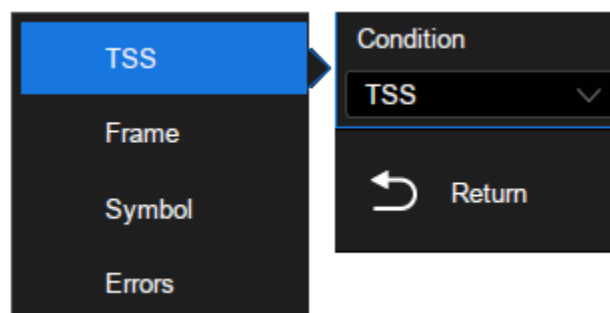 TSS
Frame
Symbol
Errors
Condition
TSS
Return